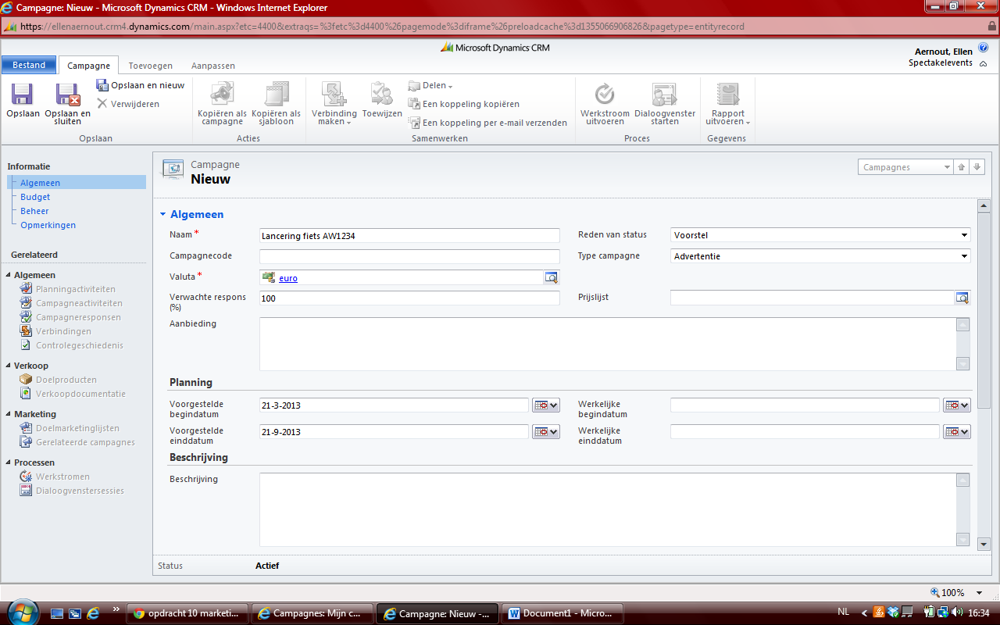 Campagne: Nieuw - Microsoft Dynamics CRM - Windows Internet Explorer
https://ellenaernout.crm4.dynamics.com/main.aspx?etc=4400&extraqs=%3fetc%3d4400%26pagemode%3diframe%26preloadcache%3d1355066906826&pagetype=entityrecord
Microsoft Dynamics CRM
Aernout, Ellen
Spectakelevents
Bestand
Campagne
Toevoegen
Aanpassen
Opslaan
Opslaan en sluiten
Opslaan en nieuw
Verwijderen
Opslaan
Kopiëren als campagne
Kopiëren als sjabloon
Acties
Verbinding maken
Toewijzen
Delen
Een koppeling kopiëren
Een koppeling per e-mail verzenden
Samenwerken
Werkstroom uitvoeren
Dialoogvenster starten
Proces
Rapport uitvoeren
Gegevens
Informatie
Algemeen
Budget
Beheer
Opmerkingen
Gerelateerd
Algemeen
Planningactiviteiten
Campagneactiviteiten
Campagneresponsen
Verbindingen
Controlegeschiedenis
Verkoop
Doelproducten
Verkoopdocumentatie
Marketing
Doelmarketinglijsten
Gerelateerde campagnes
Processen
Werkstromen
Dialoogvenstersessies
Campagne
Nieuw
Campagnes
Algemeen
Naam *
Lancering fiets AW1234
Reden van status
Voorstel
Campagnecode
Type campagne
Advertentie
Valuta *
euro
Verwachte respons (%)
100
Prijslijst
Aanbieding
Planning
Voorgestelde begindatum
21-3-2013
Werkelijke begindatum
Voorgestelde einddatum
21-9-2013
Werkelijke einddatum
Beschrijving
Beschrijving
Status
Actief
100%
opdracht 10 marketi...
Campagnes: Mijn c...
Campagne: Nieuw -...
Document1 - Micro...
NL
16:34